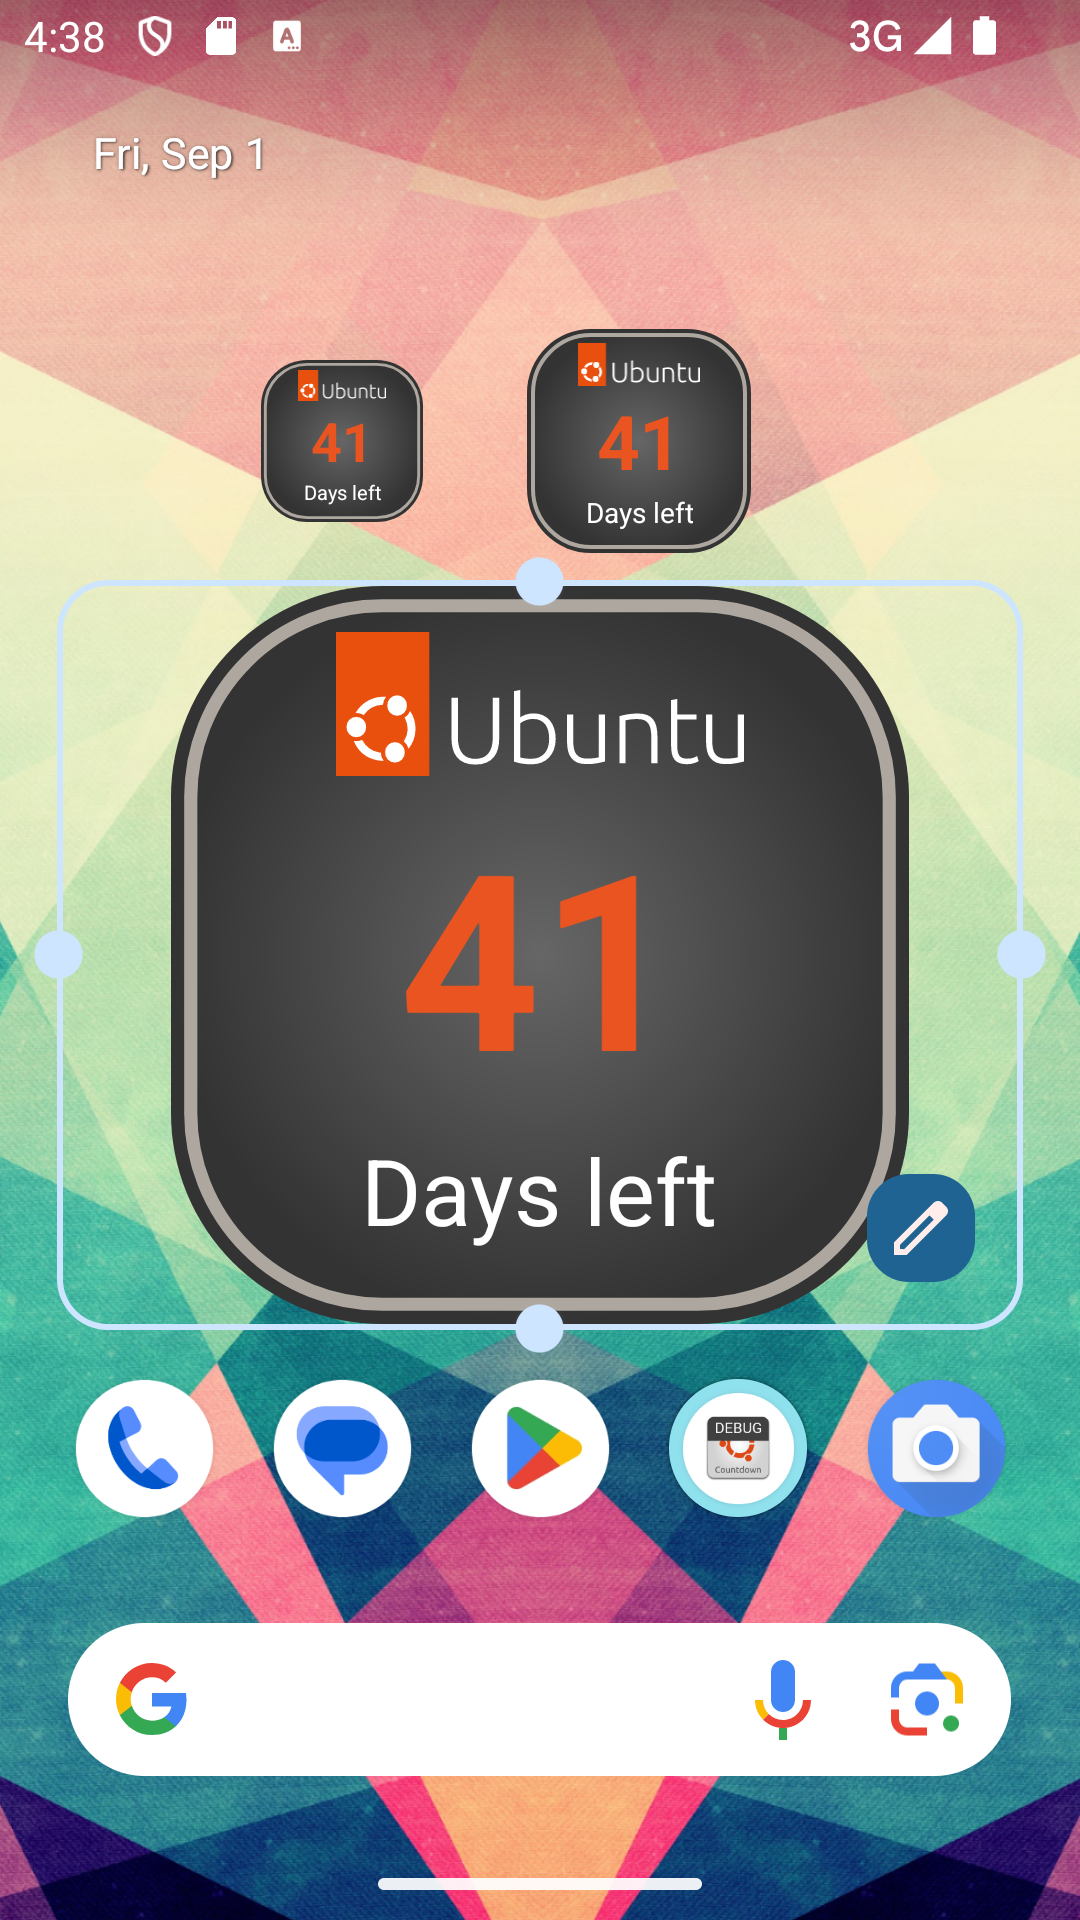 4:38
3G
Fri, Sep 1
Ubuntu
41
Days left
Ubuntu
41
Days left
Ubuntu
41
Days left
DEBUG
Countdown